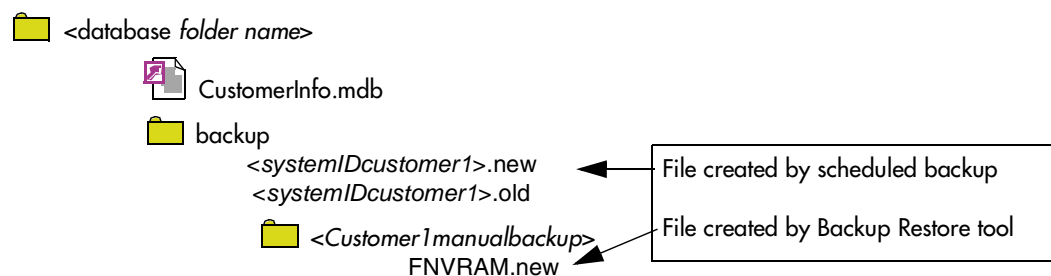 <database folder name>
CustomerInfo.mdb
backup
<systemIDcustomer1>.new
<systemIDcustomer1>.old
<Customer1manualbackup>
FNVRAM.new
File created by scheduled backup
File created by Backup Restore tool